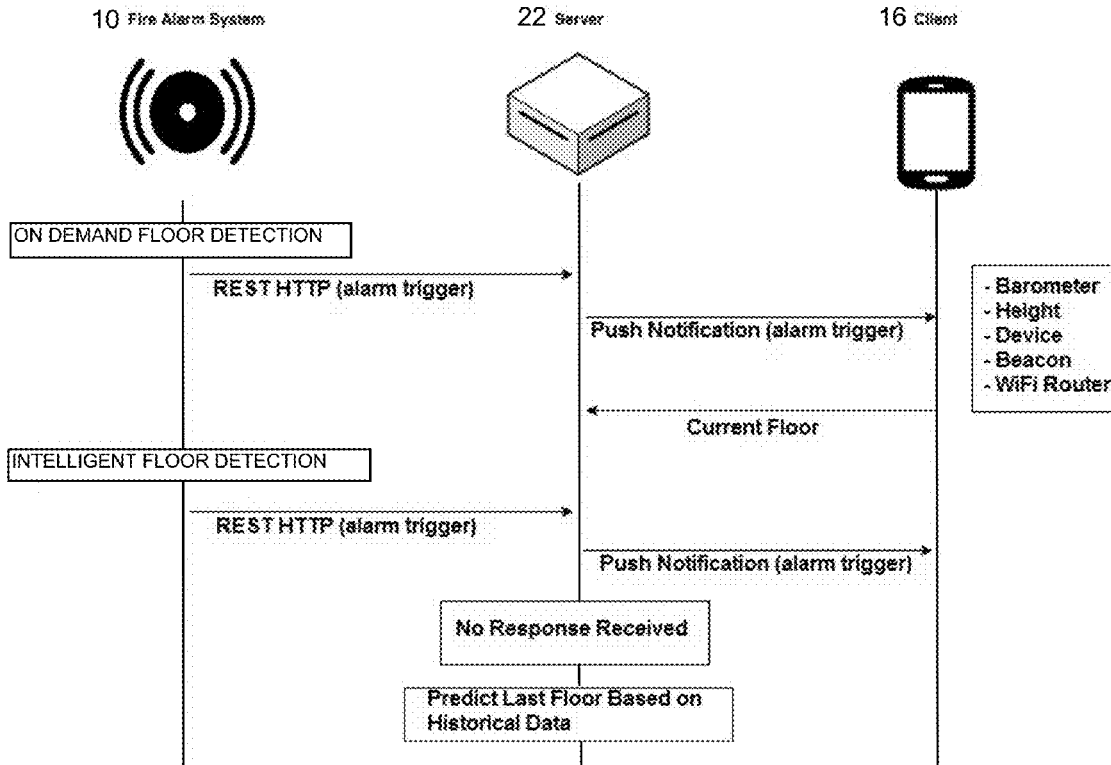 10 Fire Alarm System
22 Server
16 Client
ON DEMAND FLOOR DETECTION
REST HTTP (alarm trigger)
Push Notification (alarm trigger)
- Barometer
- Height
- Device
- Beacon
- WiFi Router
Current Floor
INTELLIGENT FLOOR DETECTION
REST HTTP (alarm trigger)
Push Notification (alarm trigger)
No Response Received
Predict Last Floor Based on
Historical Data